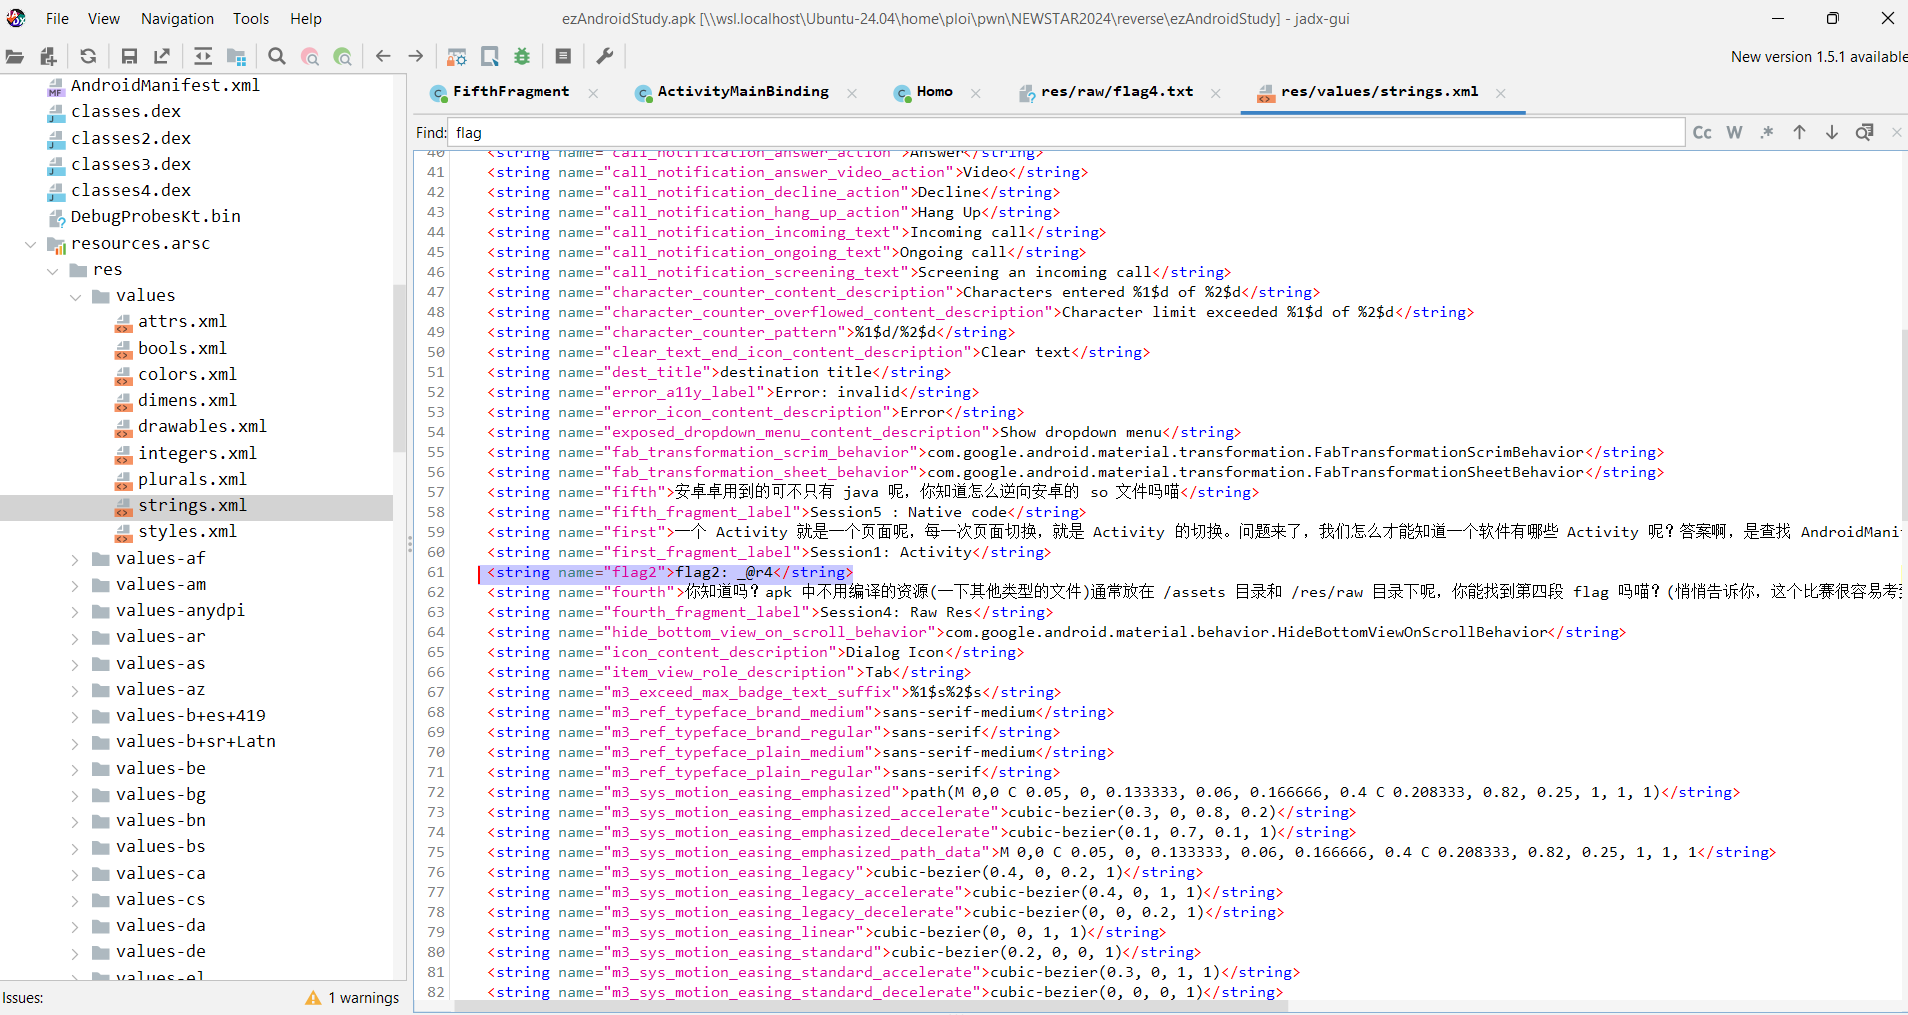 File View Navigation Tools Help
ezAndroidStudy.apk [\\wsl.localhost\Ubuntu-24.04\home\ploi\pwn\NEWSTAR2024\reverse\ezAndroidStudy] - jadx-gui
New version 1.5.1 available
AndroidManifest.xml
classes.dex
classes2.dex
classes3.dex
classes4.dex
DebugProbesKt.bin
resources.arsc
res
values
attrs.xml
bools.xml
colors.xml
dimens.xml
drawables.xml
integers.xml
plurals.xml
strings.xml
styles.xml
values-af
values-am
values-anydpi
values-ar
values-as
values-az
values-b+es+419
values-b+sr+Latn
values-be
values-bg
values-bn
values-bs
values-ca
values-cs
values-da
values-de
values-el
Issues: 1 warnings
FifthFragment ActivityMainBinding Homo res/raw/flag4.txt res/values/strings.xml
Find: flag Cc W .*
40 <string name="call_notification_answer_action">Answer</string>
41 <string name="call_notification_answer_video_action">Video</string>
42 <string name="call_notification_decline_action">Decline</string>
43 <string name="call_notification_hang_up_action">Hang Up</string>
44 <string name="call_notification_incoming_text">Incoming call</string>
45 <string name="call_notification_ongoing_text">Ongoing call</string>
46 <string name="call_notification_screening_text">Screening an incoming call</string>
47 <string name="character_counter_content_description">Characters entered %1$d of %2$d</string>
48 <string name="character_counter_overflowed_content_description">Character limit exceeded %1$d of %2$d</string>
49 <string name="character_counter_pattern">%1$d/%2$d</string>
50 <string name="clear_text_end_icon_content_description">Clear text</string>
51 <string name="dest_title">destination title</string>
52 <string name="error_a11y_label">Error: invalid</string>
53 <string name="error_icon_content_description">Error</string>
54 <string name="exposed_dropdown_menu_content_description">Show dropdown menu</string>
55 <string name="fab_transformation_scrim_behavior">com.google.android.material.transformation.FabTransformationScrimBehavior</string>
56 <string name="fab_transformation_sheet_behavior">com.google.android.material.transformation.FabTransformationSheetBehavior</string>
57 <string name="fifth">安卓卓用到的可不只有 java 呢，你知道怎么逆向安卓的 so 文件吗喵</string>
58 <string name="fifth_fragment_label">Session5 : Native code</string>
59 <string name="first">一个 Activity 就是一个页面呢，每一次页面切换，就是 Activity 的切换。问题来了，我们怎么才能知道一个软件有哪些 Activity 呢？答案啊，是查找 AndroidMani
60 <string name="first_fragment_label">Session1: Activity</string>
61 <string name="flag2">flag2: _@r4</string>
62 <string name="fourth">你知道吗？apk 中不用编译的资源(一下其他类型的文件)通常放在 /assets 目录和 /res/raw 目录下呢，你能找到第四段 flag 吗喵？(悄悄告诉你，这个比赛很容易考
63 <string name="fourth_fragment_label">Session4: Raw Res</string>
64 <string name="hide_bottom_view_on_scroll_behavior">com.google.android.material.behavior.HideBottomViewOnScrollBehavior</string>
65 <string name="icon_content_description">Dialog Icon</string>
66 <string name="item_view_role_description">Tab</string>
67 <string name="m3_exceed_max_badge_text_suffix">%1$s%2$s</string>
68 <string name="m3_ref_typeface_brand_medium">sans-serif-medium</string>
69 <string name="m3_ref_typeface_brand_regular">sans-serif</string>
70 <string name="m3_ref_typeface_plain_medium">sans-serif-medium</string>
71 <string name="m3_ref_typeface_plain_regular">sans-serif</string>
72 <string name="m3_sys_motion_easing_emphasized">path(M 0,0 C 0.05, 0, 0.133333, 0.06, 0.166666, 0.4 C 0.208333, 0.82, 0.25, 1, 1, 1)</string>
73 <string name="m3_sys_motion_easing_emphasized_accelerate">cubic-bezier(0.3, 0, 0.8, 0.2)</string>
74 <string name="m3_sys_motion_easing_emphasized_decelerate">cubic-bezier(0.1, 0.7, 0.1, 1)</string>
75 <string name="m3_sys_motion_easing_emphasized_path_data">M 0,0 C 0.05, 0, 0.133333, 0.06, 0.166666, 0.4 C 0.208333, 0.82, 0.25, 1, 1, 1</string>
76 <string name="m3_sys_motion_easing_legacy">cubic-bezier(0.4, 0, 0.2, 1)</string>
77 <string name="m3_sys_motion_easing_legacy_accelerate">cubic-bezier(0.4, 0, 1, 1)</string>
78 <string name="m3_sys_motion_easing_legacy_decelerate">cubic-bezier(0, 0, 0.2, 1)</string>
79 <string name="m3_sys_motion_easing_linear">cubic-bezier(0, 0, 1, 1)</string>
80 <string name="m3_sys_motion_easing_standard">cubic-bezier(0.2, 0, 0, 1)</string>
81 <string name="m3_sys_motion_easing_standard_accelerate">cubic-bezier(0.3, 0, 1, 1)</string>
82 <string name="m3_sys_motion_easing_standard_decelerate">cubic-bezier(0, 0, 0, 1)</string>